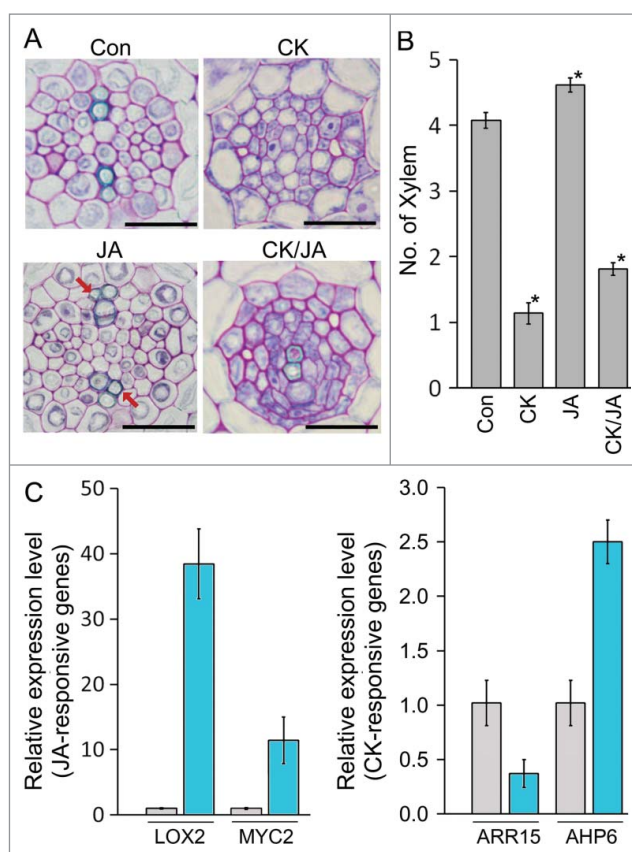 A
Con
CK
JA
CK/JA
B
No. of Xylem
5
4
3
2
1
0
*
*
*
*
Con
CK
JA
CK/JA
C
Relative expression level
(JA-responsive genes)
50
40
30
20
10
0
LOX2
MYC2
Relative expression level
(CK-responsive genes)
3.0
2.5
2.0
1.5
1.0
0.5
0.0
ARR15
AHP6